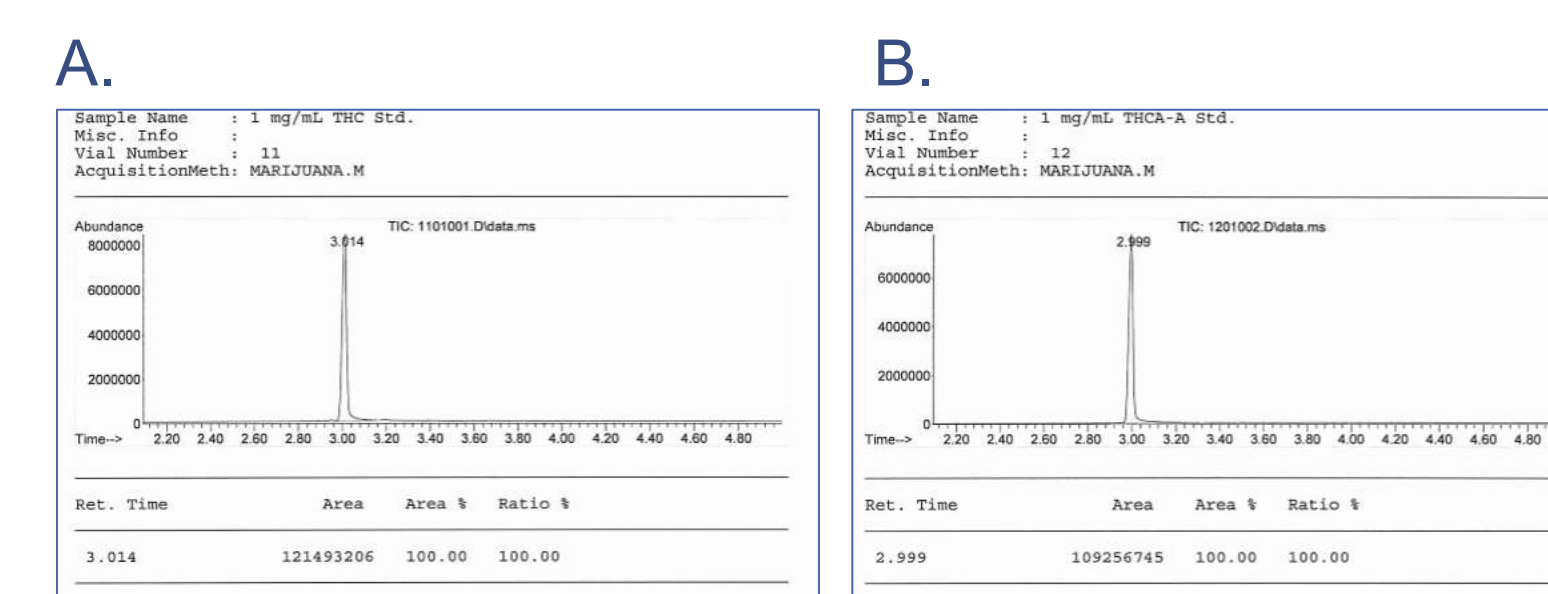 A.
Sample Name : 1 mg/mL THC Std.
Misc. Info :
Vial Number : 11
AcquisitionMeth: MARIJUANA.M
Abundance
TIC: 1101001.D\data.ms
3.014
8000000
6000000
4000000
2000000
0
Time-->
2.20 2.40 2.60 2.80 3.00 3.20 3.40 3.60 3.80 4.00 4.20 4.40 4.60 4.80
Ret. Time Area Area % Ratio %
3.014 121493206 100.00 100.00
B.
Sample Name : 1 mg/mL THCA-A Std.
Misc. Info :
Vial Number : 12
AcquisitionMeth: MARIJUANA.M
Abundance
TIC: 1201002.D\data.ms
2.999
6000000
4000000
2000000
0
Time-->
2.20 2.40 2.60 2.80 3.00 3.20 3.40 3.60 3.80 4.00 4.20 4.40 4.60 4.80
Ret. Time Area Area % Ratio %
2.999 109256745 100.00 100.00